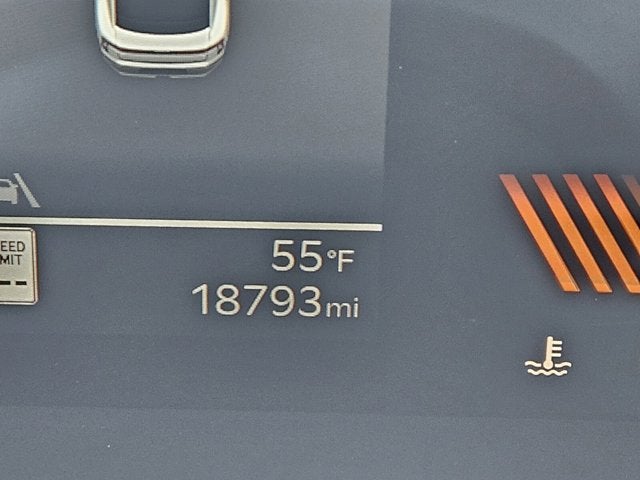 55°F
EED
MIT
--
18793mi